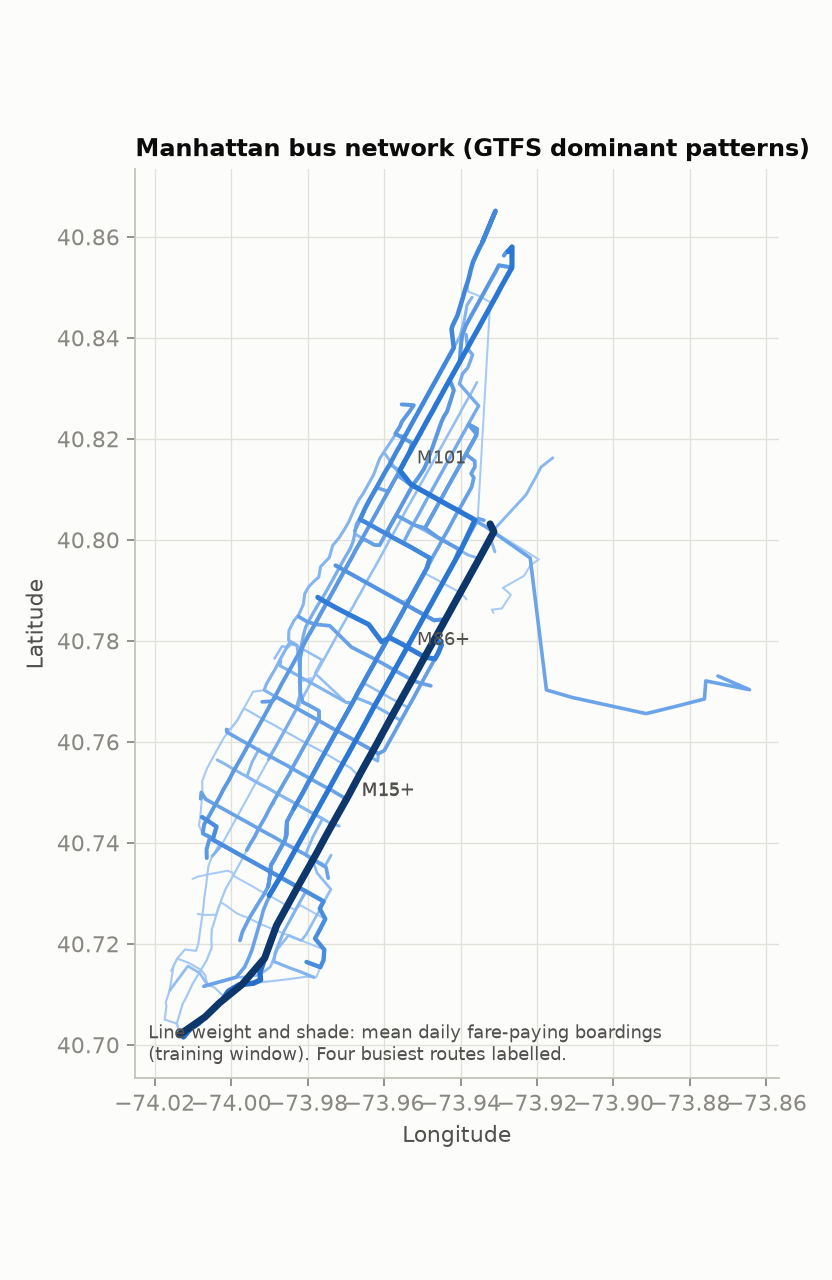 Manhattan bus network (GTFS dominant patterns)
40.86
40.84
40.82
M101
40.80
Latitude
40.78
M86+
40.76
M15+
40.74
40.72
40.70
Line weight and shade: mean daily fare-paying boardings
(training window). Four busiest routes labelled.
−74.02 −74.00 −73.98 −73.96 −73.94 −73.92 −73.90 −73.88 −73.86
Longitude